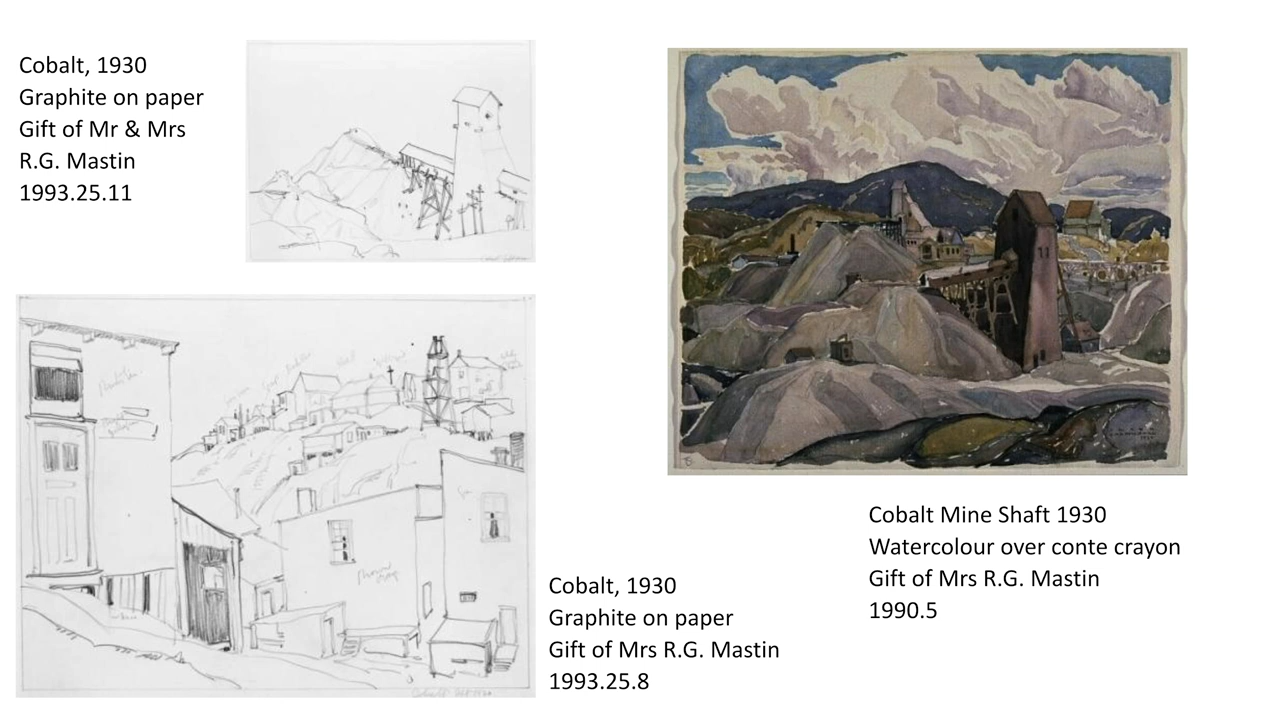 Cobalt, 1930
Graphite on paper
Gift of Mr & Mrs
R.G. Mastin
1993.25.11
Cobalt, 1930
Graphite on paper
Gift of Mrs R.G. Mastin
1993.25.8
Cobalt Mine Shaft 1930
Watercolour over conte crayon
Gift of Mrs R.G. Mastin
1990.5